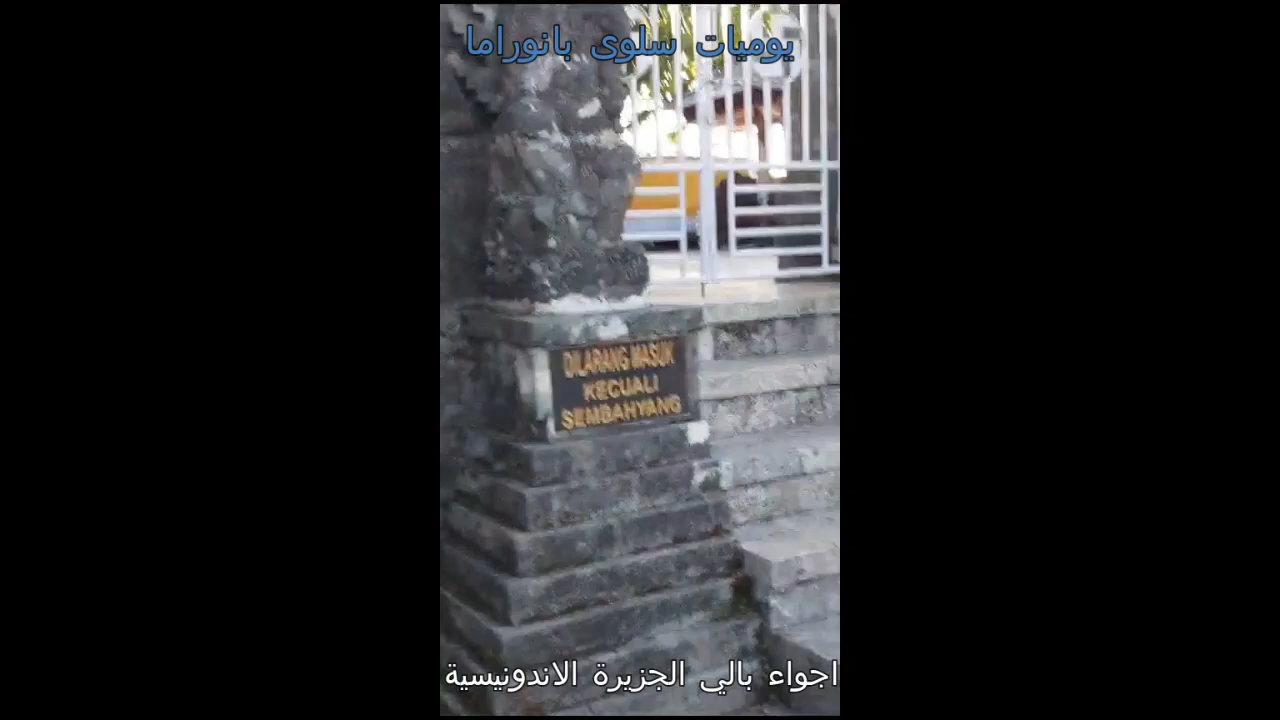 يوميات سلوى بانوراما
DILARANG MASUK
KECUALI
SEMBAHYANG
اجواء بالي الجزيرة الاندونيسية